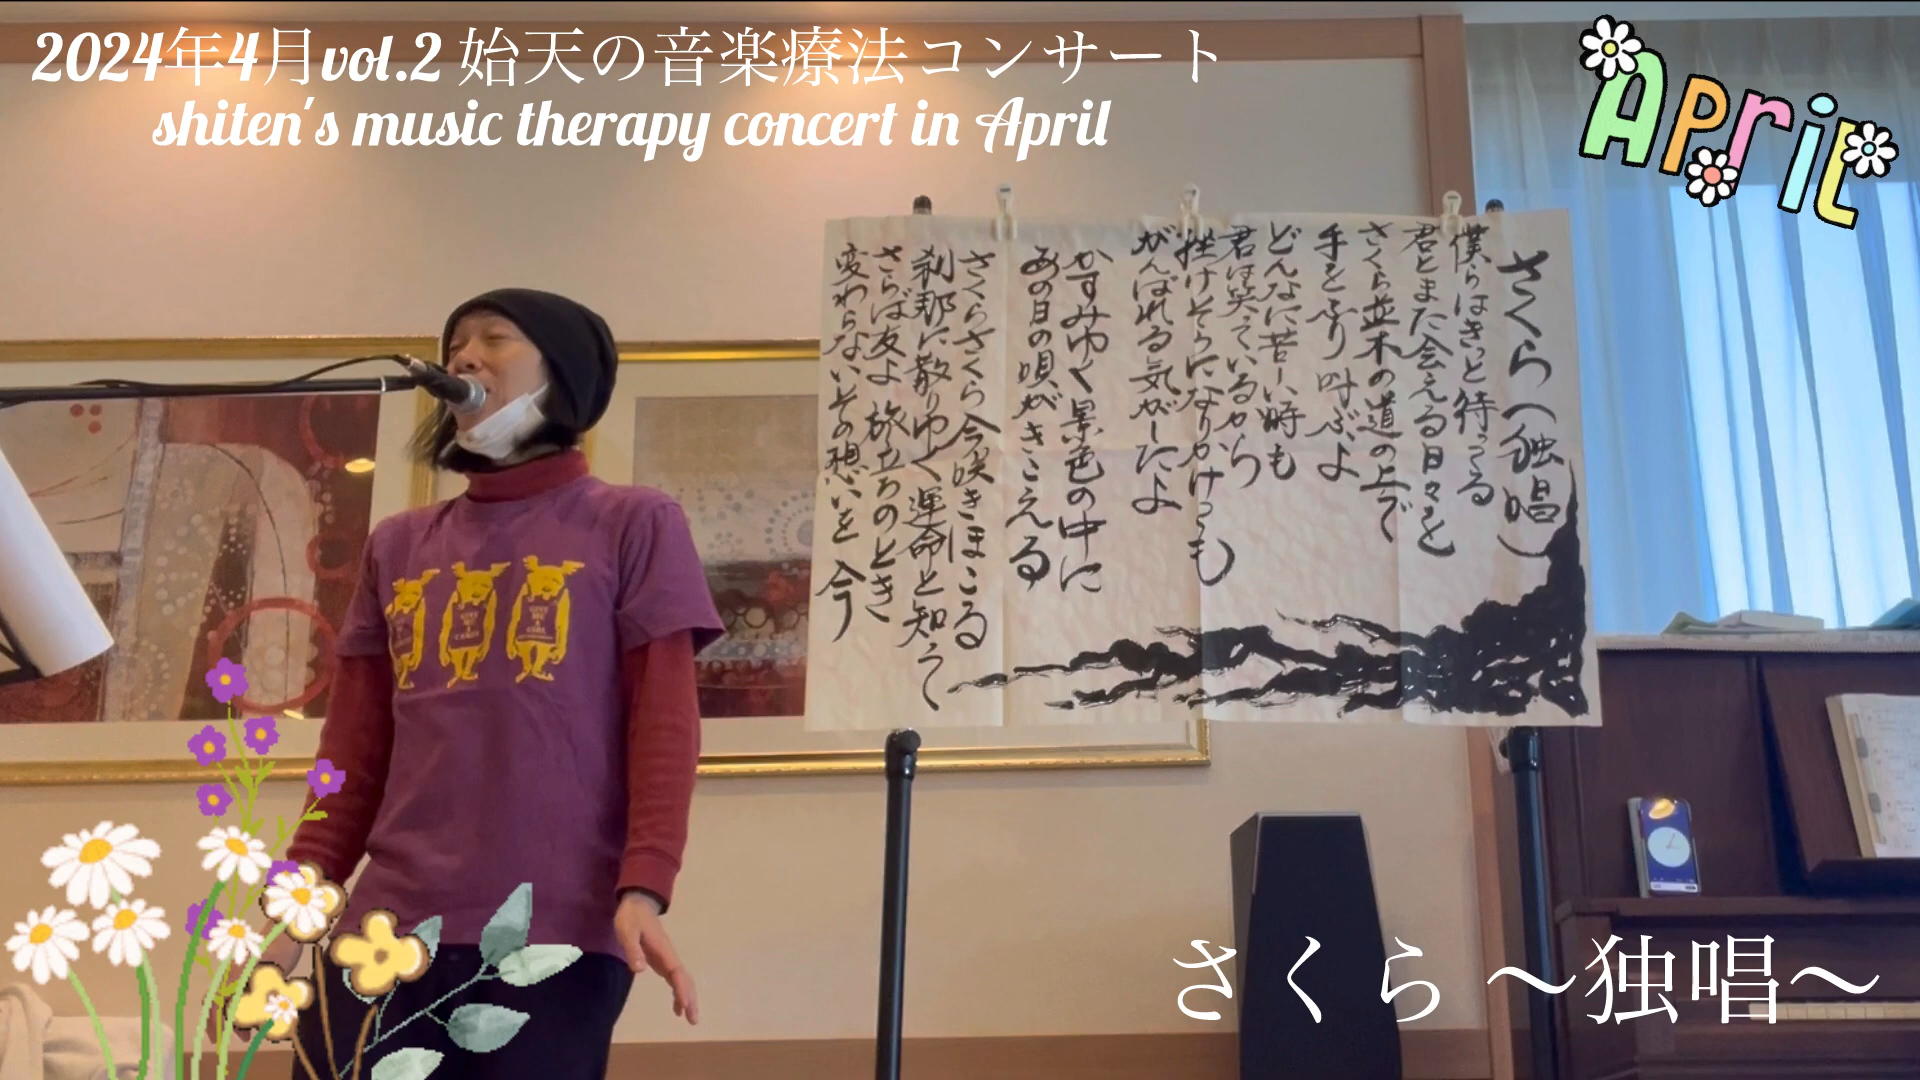 2024年4月vol.2 始天の音楽療法コンサート
shiten's music therapy concert in April
APriL
さくら(独唱)
僕らはきっと待ってる
君とまた会える日々を
さくら並木の道の上で
手をふり叫ぶよ
どんなに苦しい時も
君は笑っているから
挫けそうになりかけても
がんばれる気がしたよ
かすみゆく景色の中に
あの日の唄がきこえる
さくらさくら今咲きほこる
刹那に散りゆく運命と知って
さらば友よ 旅立ちのとき
変わらないその想いを 今
さくら ～独唱～